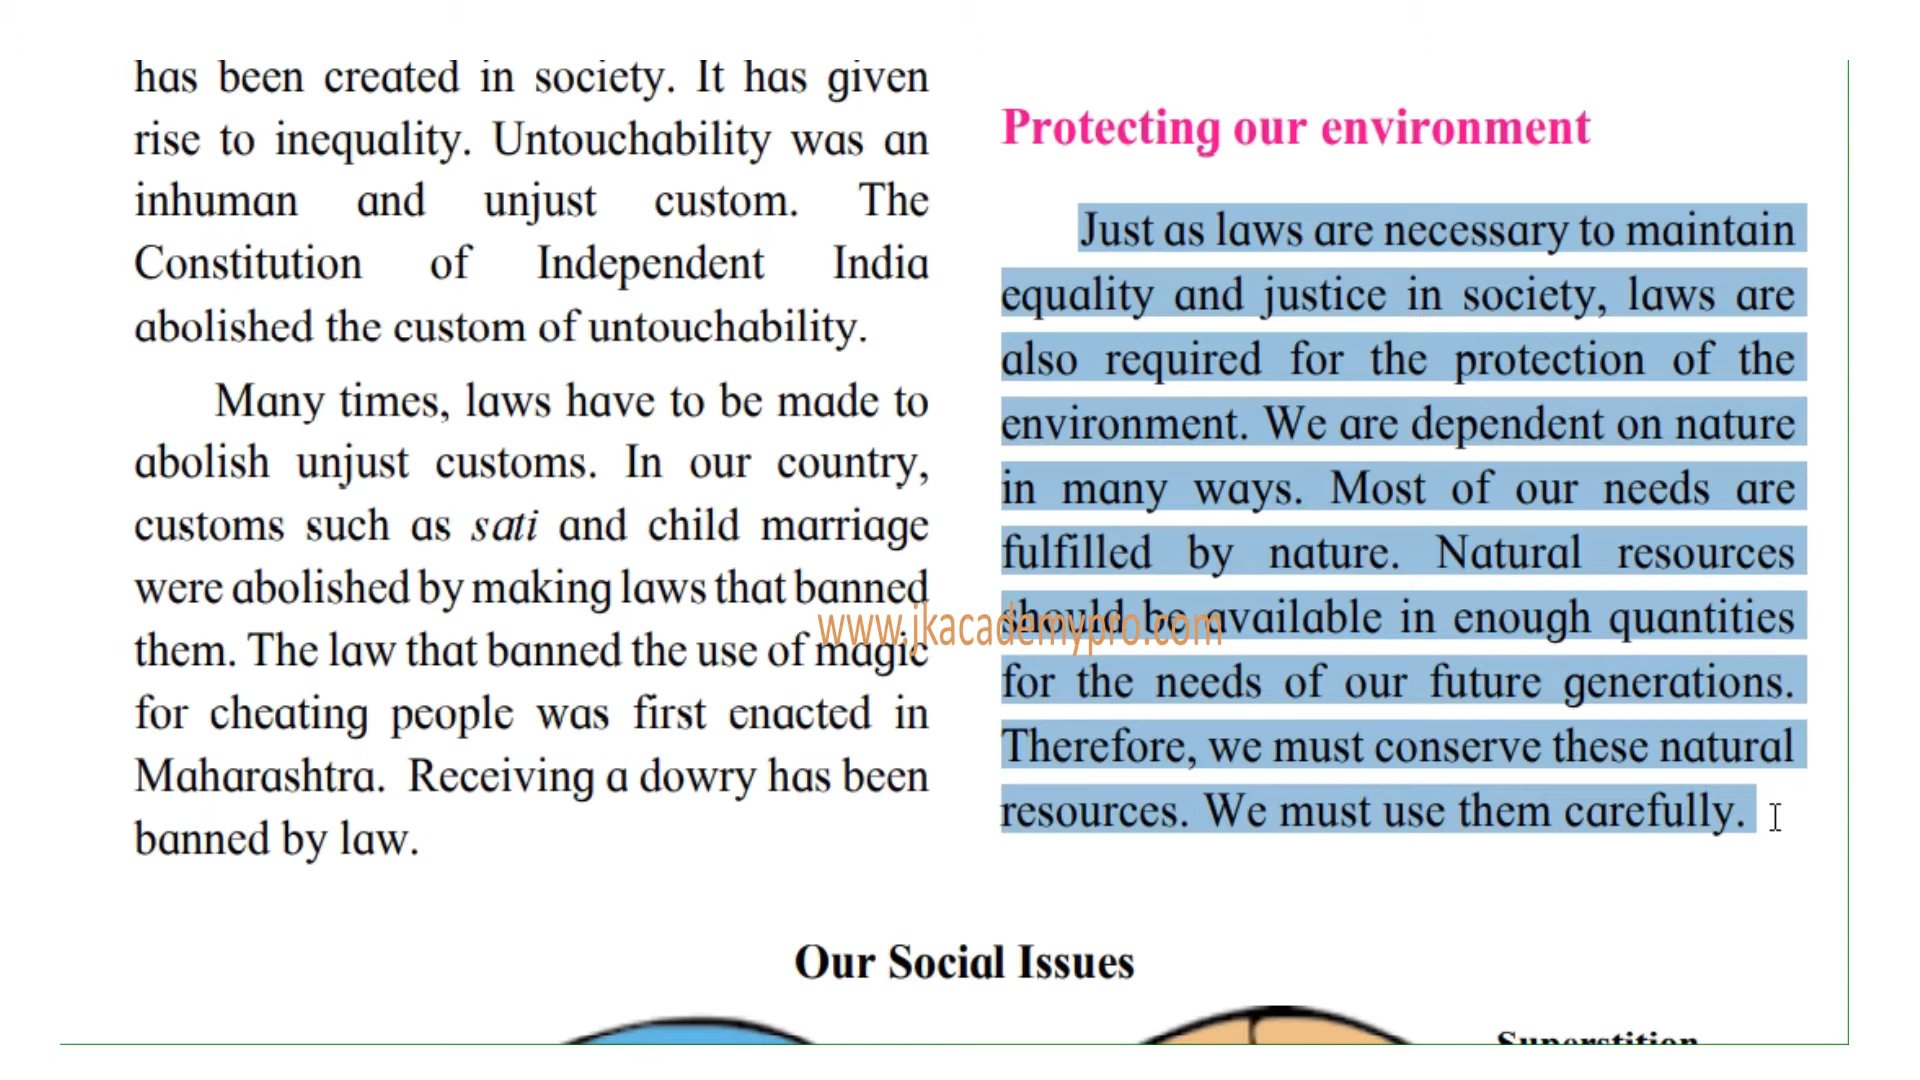 has been created in society. It has given
rise to inequality. Untouchability was an
inhuman and unjust custom. The
Constitution of Independent India
abolished the custom of untouchability.
Many times, laws have to be made to
abolish unjust customs. In our country,
customs such as sati and child marriage
were abolished by making laws that banned
them. The law that banned the use of magic
for cheating people was first enacted in
Maharashtra. Receiving a dowry has been
banned by law.
Protecting our environment
Just as laws are necessary to maintain
equality and justice in society, laws are
also required for the protection of the
environment. We are dependent on nature
in many ways. Most of our needs are
fulfilled by nature. Natural resources
should be available in enough quantities
for the needs of our future generations.
Therefore, we must conserve these natural
resources. We must use them carefully.
www.jkacademypro.com
Our Social Issues
Superstition